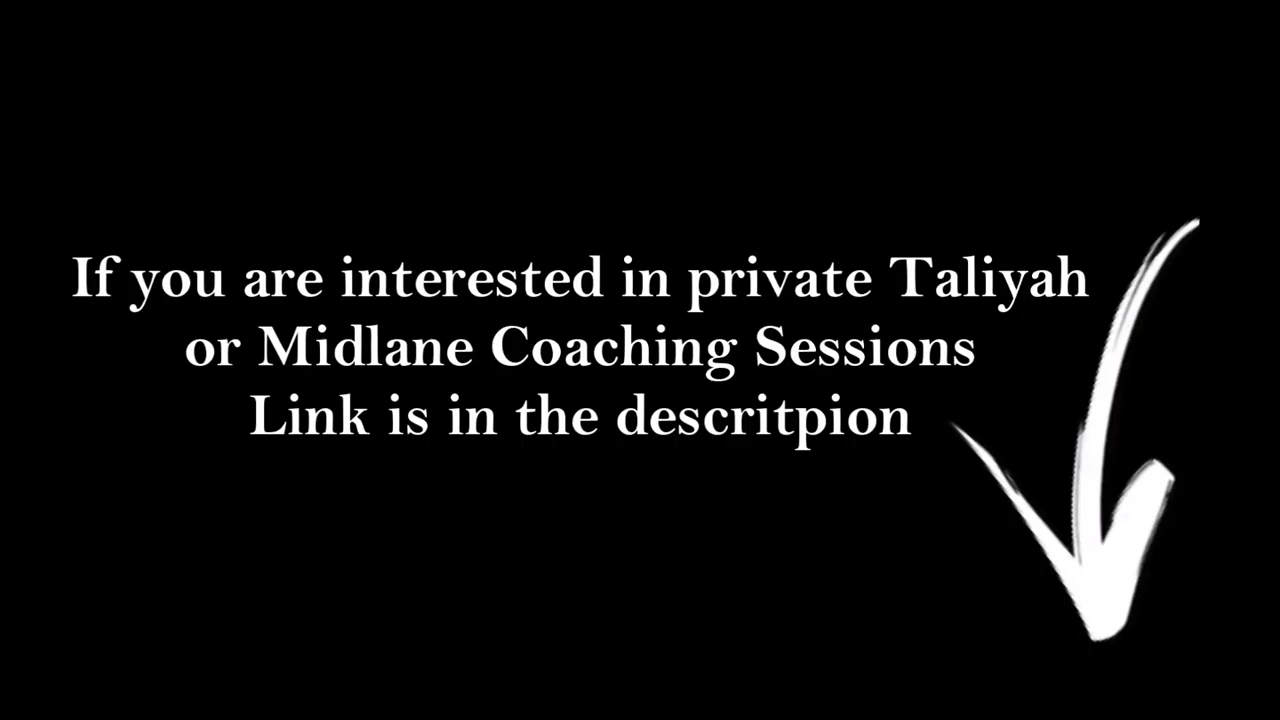 If you are interested in private Taliyah
or Midlane Coaching Sessions
Link is in the descritpion